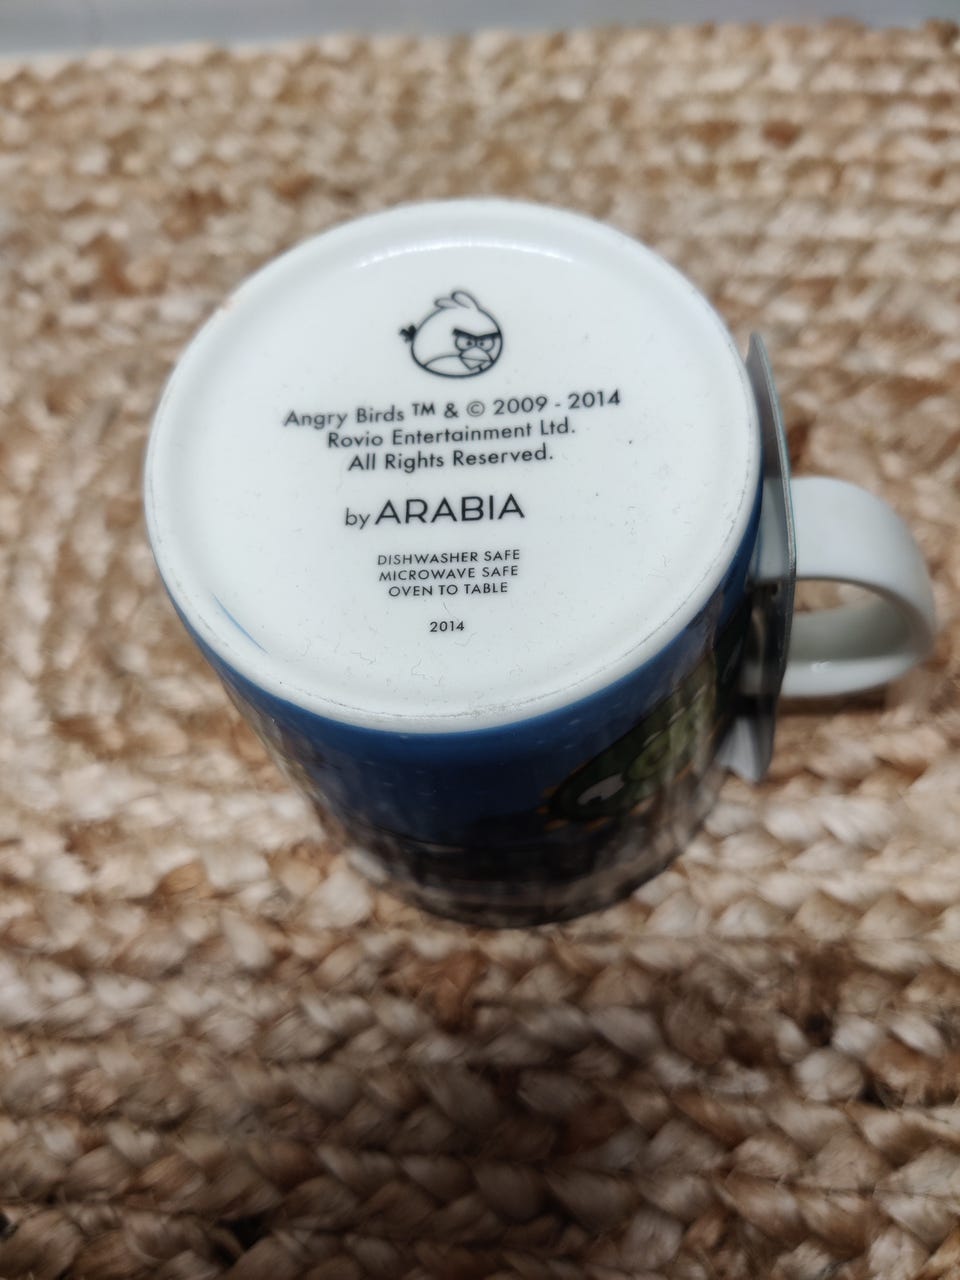 Angry Birds TM & © 2009 - 2014
Rovio Entertainment Ltd.
All Rights Reserved.
by ARABIA
DISHWASHER SAFE
MICROWAVE SAFE
OVEN TO TABLE
2014